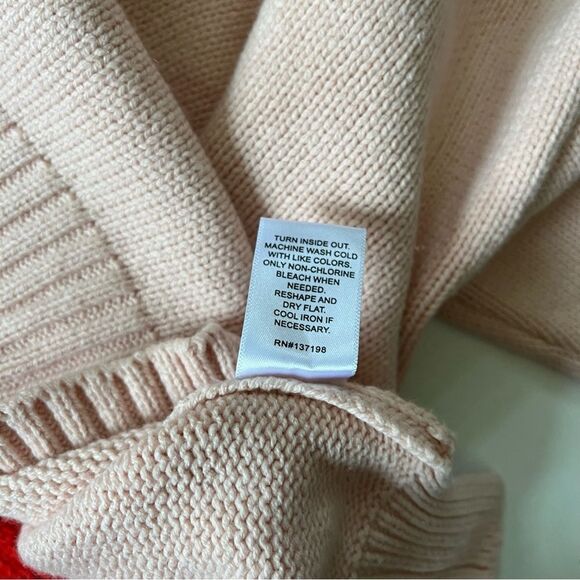 TURN INSIDE OUT.
MACHINE WASH COLD
WITH LIKE COLORS.
ONLY NON-CHLORINE
BLEACH WHEN
NEEDED.
RESHAPE AND
DRY FLAT.
COOL IRON IF
NECESSARY.
RN#137198